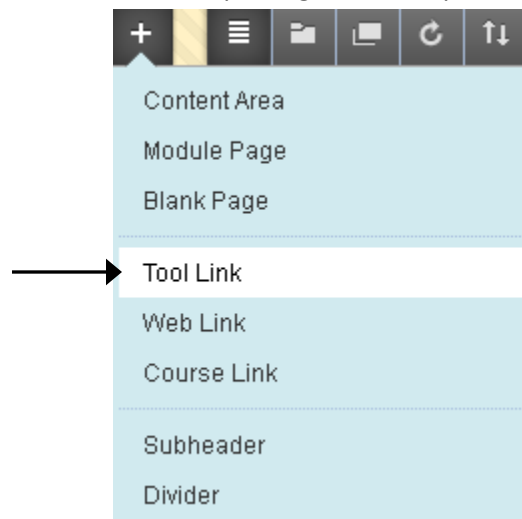 Content Area
Module Page
Blank Page
Tool Link
Web Link
Course Link
Subheader
Divider